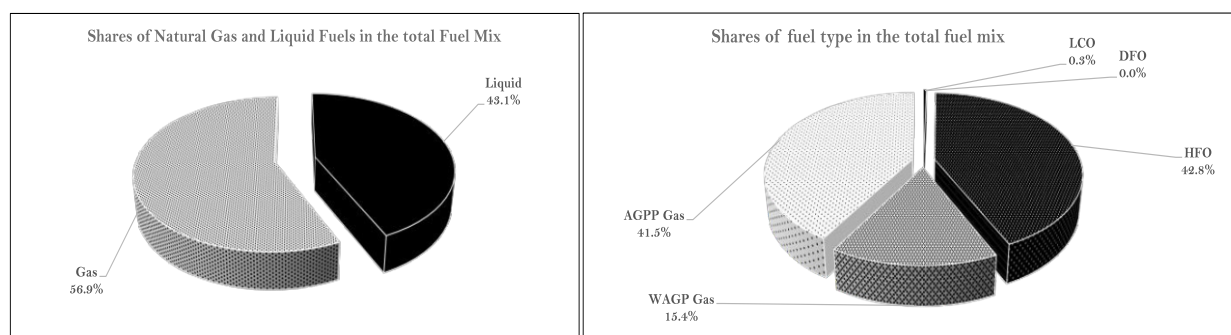 Shares of Natural Gas and Liquid Fuels in the total Fuel Mix
Liquid
43.1%
Gas
56.9%
Shares of fuel type in the total fuel mix
LCO
0.3%
DFO
0.0%
HFO
42.8%
AGPP Gas
41.5%
WAGP Gas
15.4%